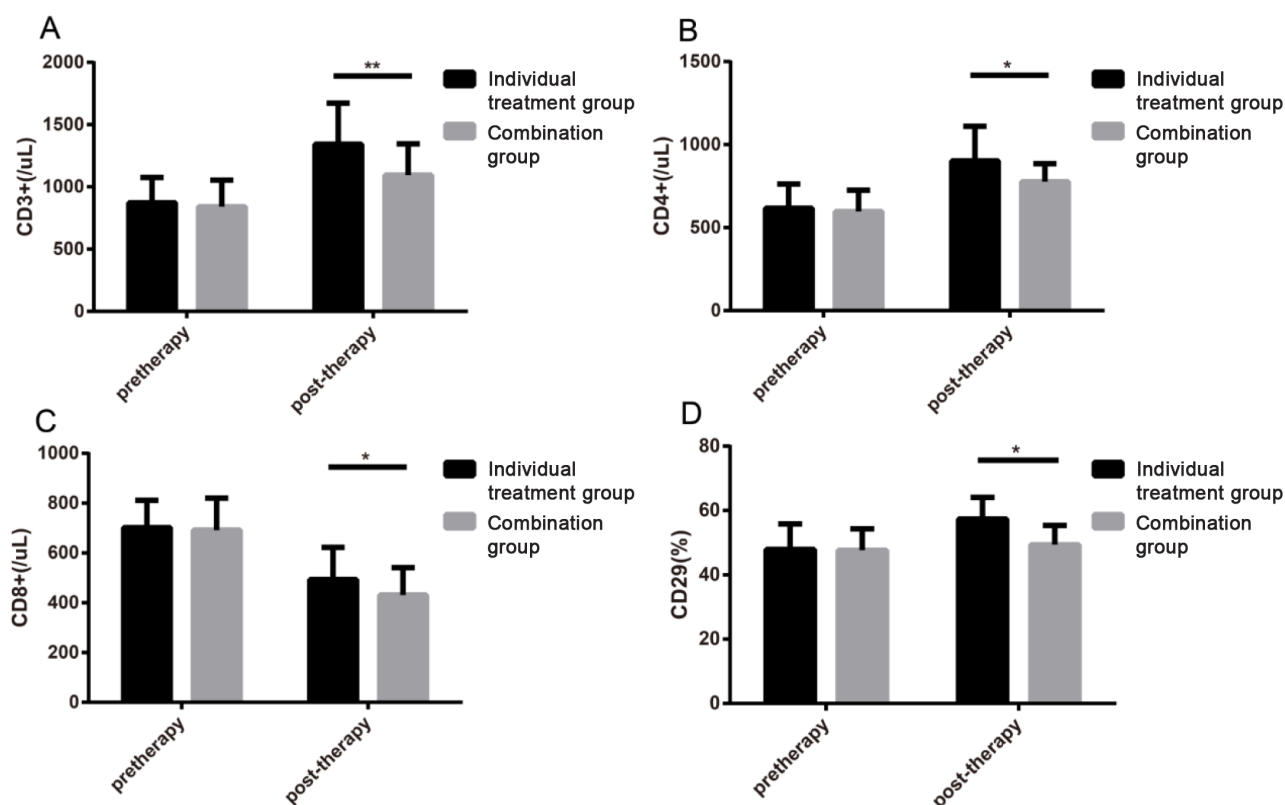 A
CD3+(/uL)
2000
1500
1000
500
0
**
pretherapy
post-therapy
Individual
treatment group
Combination
group
B
CD4+(/uL)
1500
1000
500
0
*
pretherapy
post-therapy
Individual
treatment group
Combination
group
C
CD8+(/uL)
1000
800
600
400
200
0
*
pretherapy
post-therapy
Individual
treatment group
Combination
group
D
CD29(%)
80
60
40
20
0
*
pretherapy
post-therapy
Individual
treatment group
Combination
group